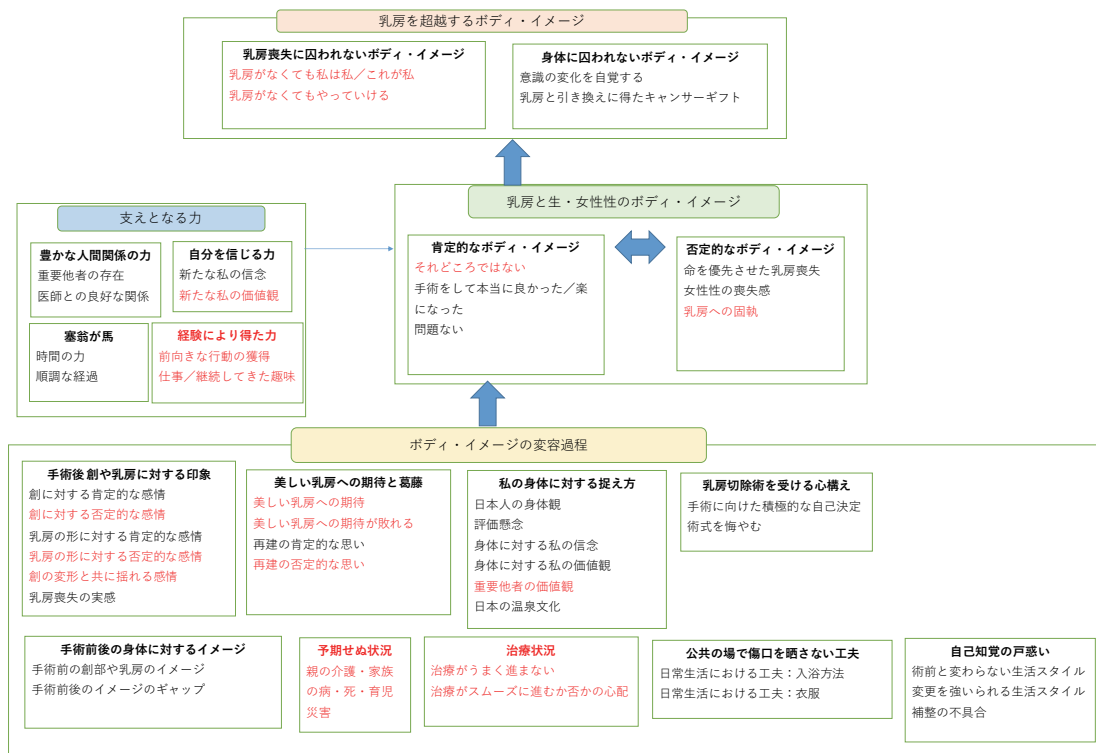 乳房を超越するボディ・イメージ
乳房喪失に囚われないボディ・イメージ
乳房がなくても私は私／これが私
乳房がなくてもやっていける
身体に囚われないボディ・イメージ
意識の変化を自覚する
乳房と引き換えに得たキャンサーギフト
支えとなる力
豊かな人間関係の力
重要他者の存在
医師との良好な関係
自分を信じる力
新たな私の信念
新たな私の価値観
塞翁が馬
時間の力
順調な経過
経験により得た力
前向きな行動の獲得
仕事／継続してきた趣味
乳房と生・女性性のボディ・イメージ
肯定的なボディ・イメージ
それどころではない
手術をして本当に良かった／楽
になった
問題ない
否定的なボディ・イメージ
命を優先させた乳房喪失
女性性の喪失感
乳房への固執
ボディ・イメージの変容過程
手術後 創や乳房に対する印象
創に対する肯定的な感情
創に対する否定的な感情
乳房の形に対する肯定的な感情
乳房の形に対する否定的な感情
創の変形と共に揺れる感情
乳房喪失の実感
美しい乳房への期待と葛藤
美しい乳房への期待
美しい乳房への期待が敗れる
再建の肯定的な思い
再建の否定的な思い
私の身体に対する捉え方
日本人の身体観
評価懸念
身体に対する私の信念
身体に対する私の価値観
重要他者の価値観
日本の温泉文化
乳房切除術を受ける心構え
手術に向けた積極的な自己決定
術式を悔やむ
手術前後の身体に対するイメージ
手術前の創部や乳房のイメージ
手術前後のイメージのギャップ
予期せぬ状況
親の介護・家族
の病・死・育児
災害
治療状況
治療がうまく進まない
治療がスムーズに進むか否かの心配
公共の場で傷口を晒さない工夫
日常生活における工夫：入浴方法
日常生活における工夫：衣服
自己知覚の戸惑い
術前と変わらない生活スタイル
変更を強いられる生活スタイル
補整の不具合